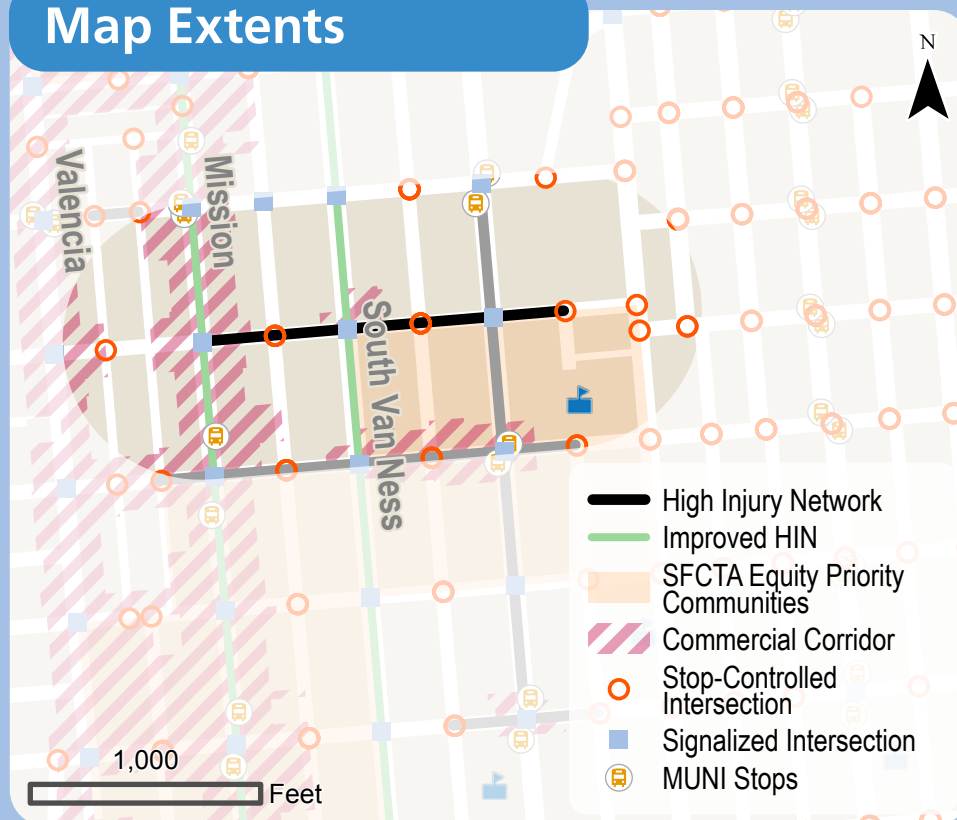 Map Extents
N
Valencia
Mission
South Van Ness
High Injury Network
Improved HIN
SFCTA Equity Priority
Communities
Commercial Corridor
Stop-Controlled
Intersection
Signalized Intersection
MUNI Stops
1,000
Feet